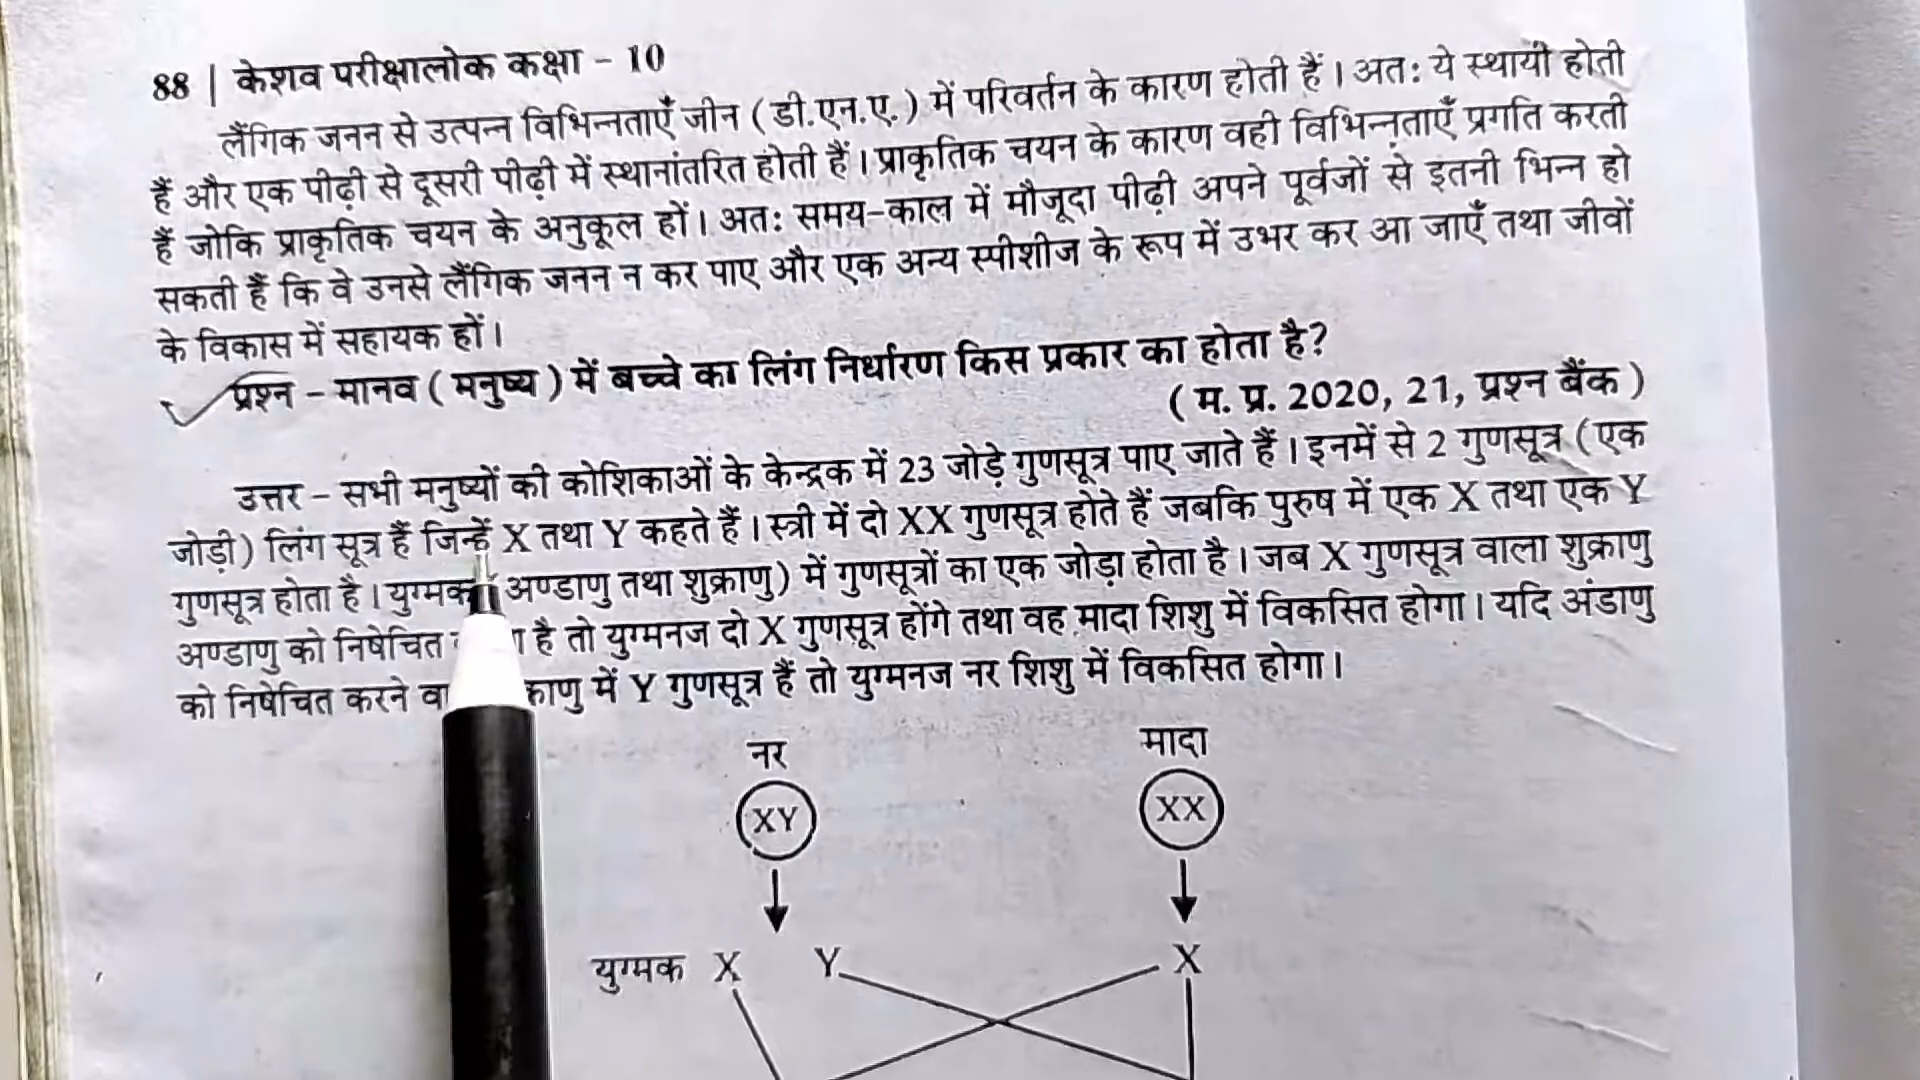 88 | केशव परीक्षालोक कक्षा - 10
लैंगिक जनन से उत्पन्न विभिन्नताएँ जीन ( डी.एन.ए. ) में परिवर्तन के कारण होती हैं । अतः ये स्थायी होती
हैं और एक पीढ़ी से दूसरी पीढ़ी में स्थानांतरित होती हैं । प्राकृतिक चयन के कारण वही विभिन्नताएँ प्रगति करती
हैं जोकि प्राकृतिक चयन के अनुकूल हों । अतः समय-काल में मौजूदा पीढ़ी अपने पूर्वजों से इतनी भिन्न हो
सकती हैं कि वे उनसे लैंगिक जनन न कर पाए और एक अन्य स्पीशीज के रूप में उभर कर आ जाएँ तथा जीवों
के विकास में सहायक हों ।
प्रश्न - मानव ( मनुष्य ) में बच्चे का लिंग निर्धारण किस प्रकार का होता है?
( म. प्र. 2020, 21, प्रश्न बैंक )
उत्तर - सभी मनुष्यों की कोशिकाओं के केन्द्रक में 23 जोड़े गुणसूत्र पाए जाते हैं । इनमें से 2 गुणसूत्र ( एक
जोड़ी ) लिंग सूत्र हैं जिन्हें X तथा Y कहते हैं । स्त्री में दो XX गुणसूत्र होते हैं जबकि पुरुष में एक X तथा एक Y
गुणसूत्र होता है । युग्मक अण्डाणु तथा शुक्राणु) में गुणसूत्रों का एक जोड़ा होता है । जब X गुणसूत्र वाला शुक्राणु
अण्डाणु को निषेचित है तो युग्मनज दो X गुणसूत्र होंगे तथा वह मादा शिशु में विकसित होगा । यदि अंडाणु
को निषेचित करने में Y गुणसूत्र हैं तो युग्मनज नर शिशु में विकसित होगा ।
नर मादा
XY XX
युग्मक X Y X